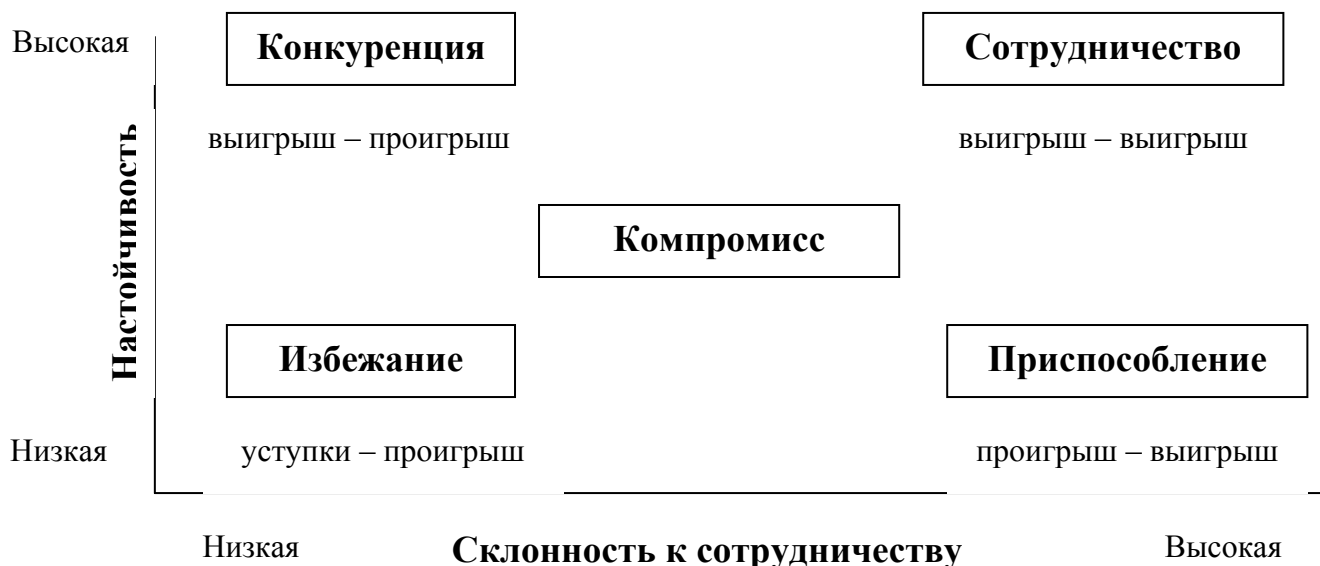 Высокая
Конкуренция
Сотрудничество
выигрыш – проигрыш
выигрыш – выигрыш
Настойчивость
Компромисс
Избежание
Приспособление
Низкая
уступки – проигрыш
проигрыш – выигрыш
Низкая
Склонность к сотрудничеству
Высокая